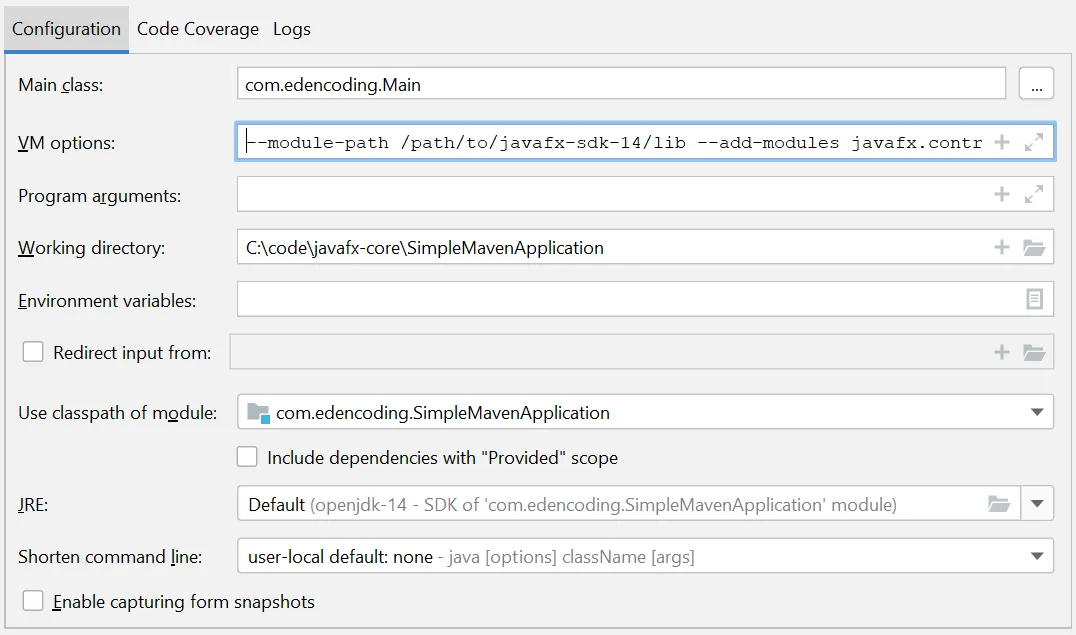 Configuration Code Coverage Logs
Main class: com.edencoding.Main ...
VM options: --module-path /path/to/javafx-sdk-14/lib --add-modules javafx.contr
Program arguments:
Working directory: C:\code\javafx-core\SimpleMavenApplication
Environment variables:
Redirect input from:
Use classpath of module: com.edencoding.SimpleMavenApplication
Include dependencies with "Provided" scope
JRE: Default (openjdk-14 - SDK of 'com.edencoding.SimpleMavenApplication' module)
Shorten command line: user-local default: none - java [options] className [args]
Enable capturing form snapshots